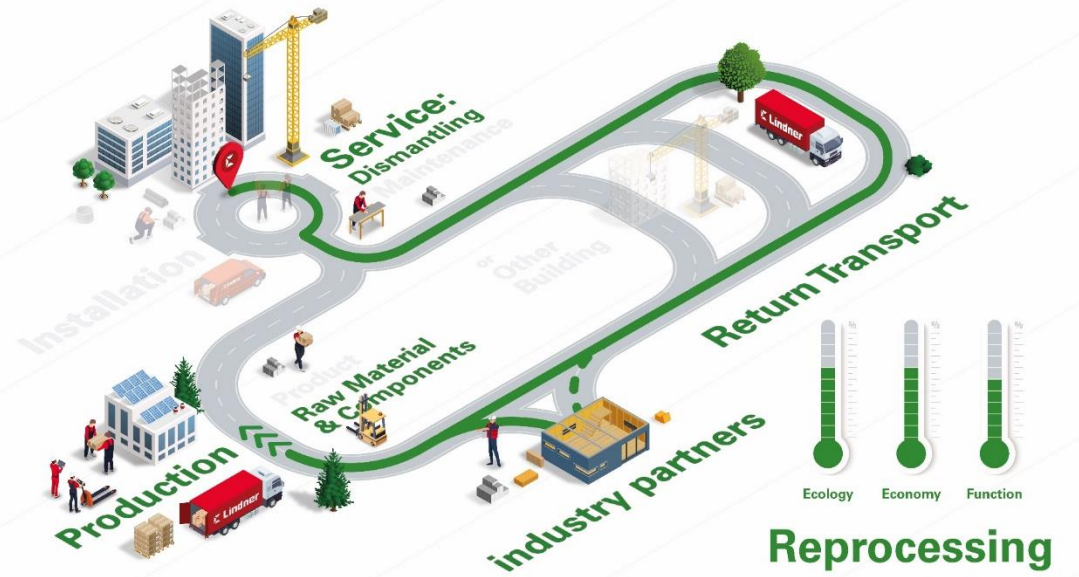 Service:
Dismantling
Maintenance
Lindner
or
Other
Building
Installation
Return Transport
Product
Raw Material
& Components
Production
Lindner
industry partners
%
%
%
Ecology
Economy
Function
Reprocessing